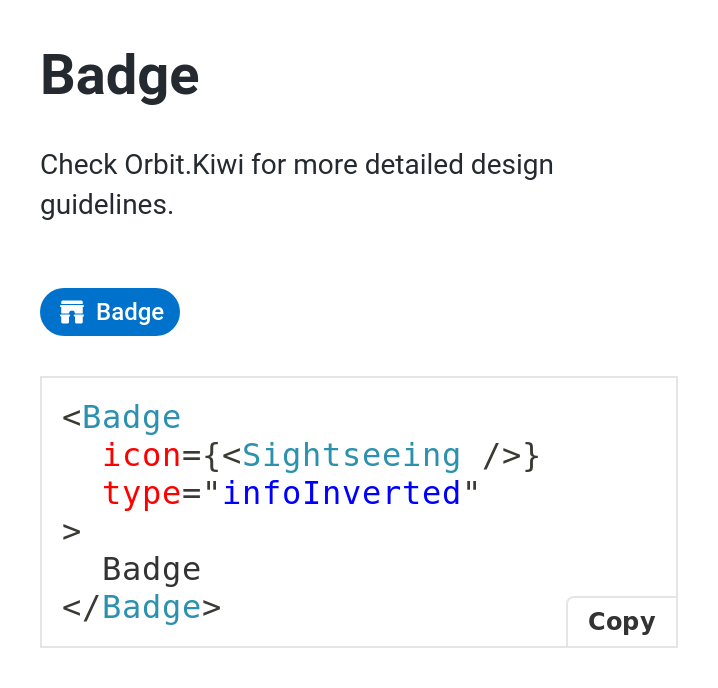 Badge
Check Orbit.Kiwi for more detailed design
guidelines.
Badge
<Badge
  icon={<Sightseeing />}
  type="infoInverted"
>
  Badge
</Badge>
Copy